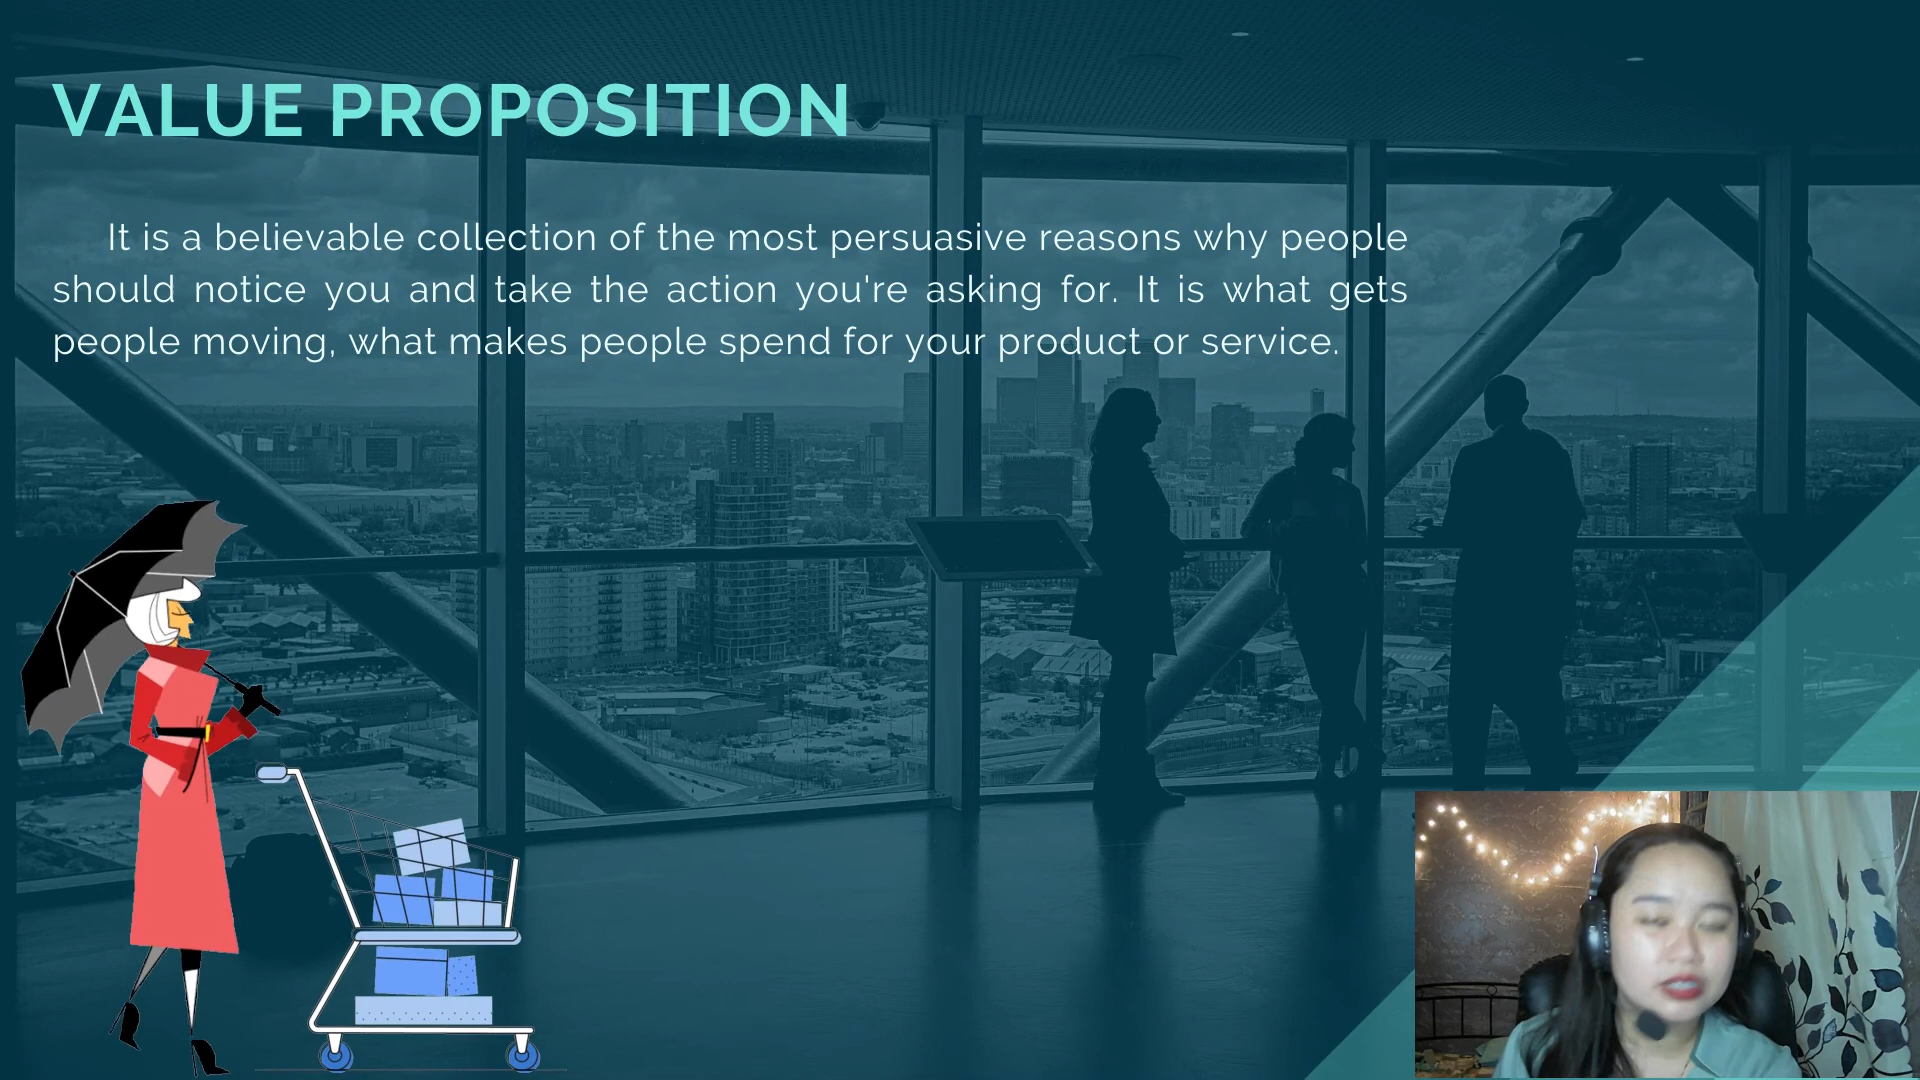 VALUE PROPOSITION
It is a believable collection of the most persuasive reasons why people
should notice you and take the action you're asking for. It is what gets
people moving, what makes people spend for your product or service.